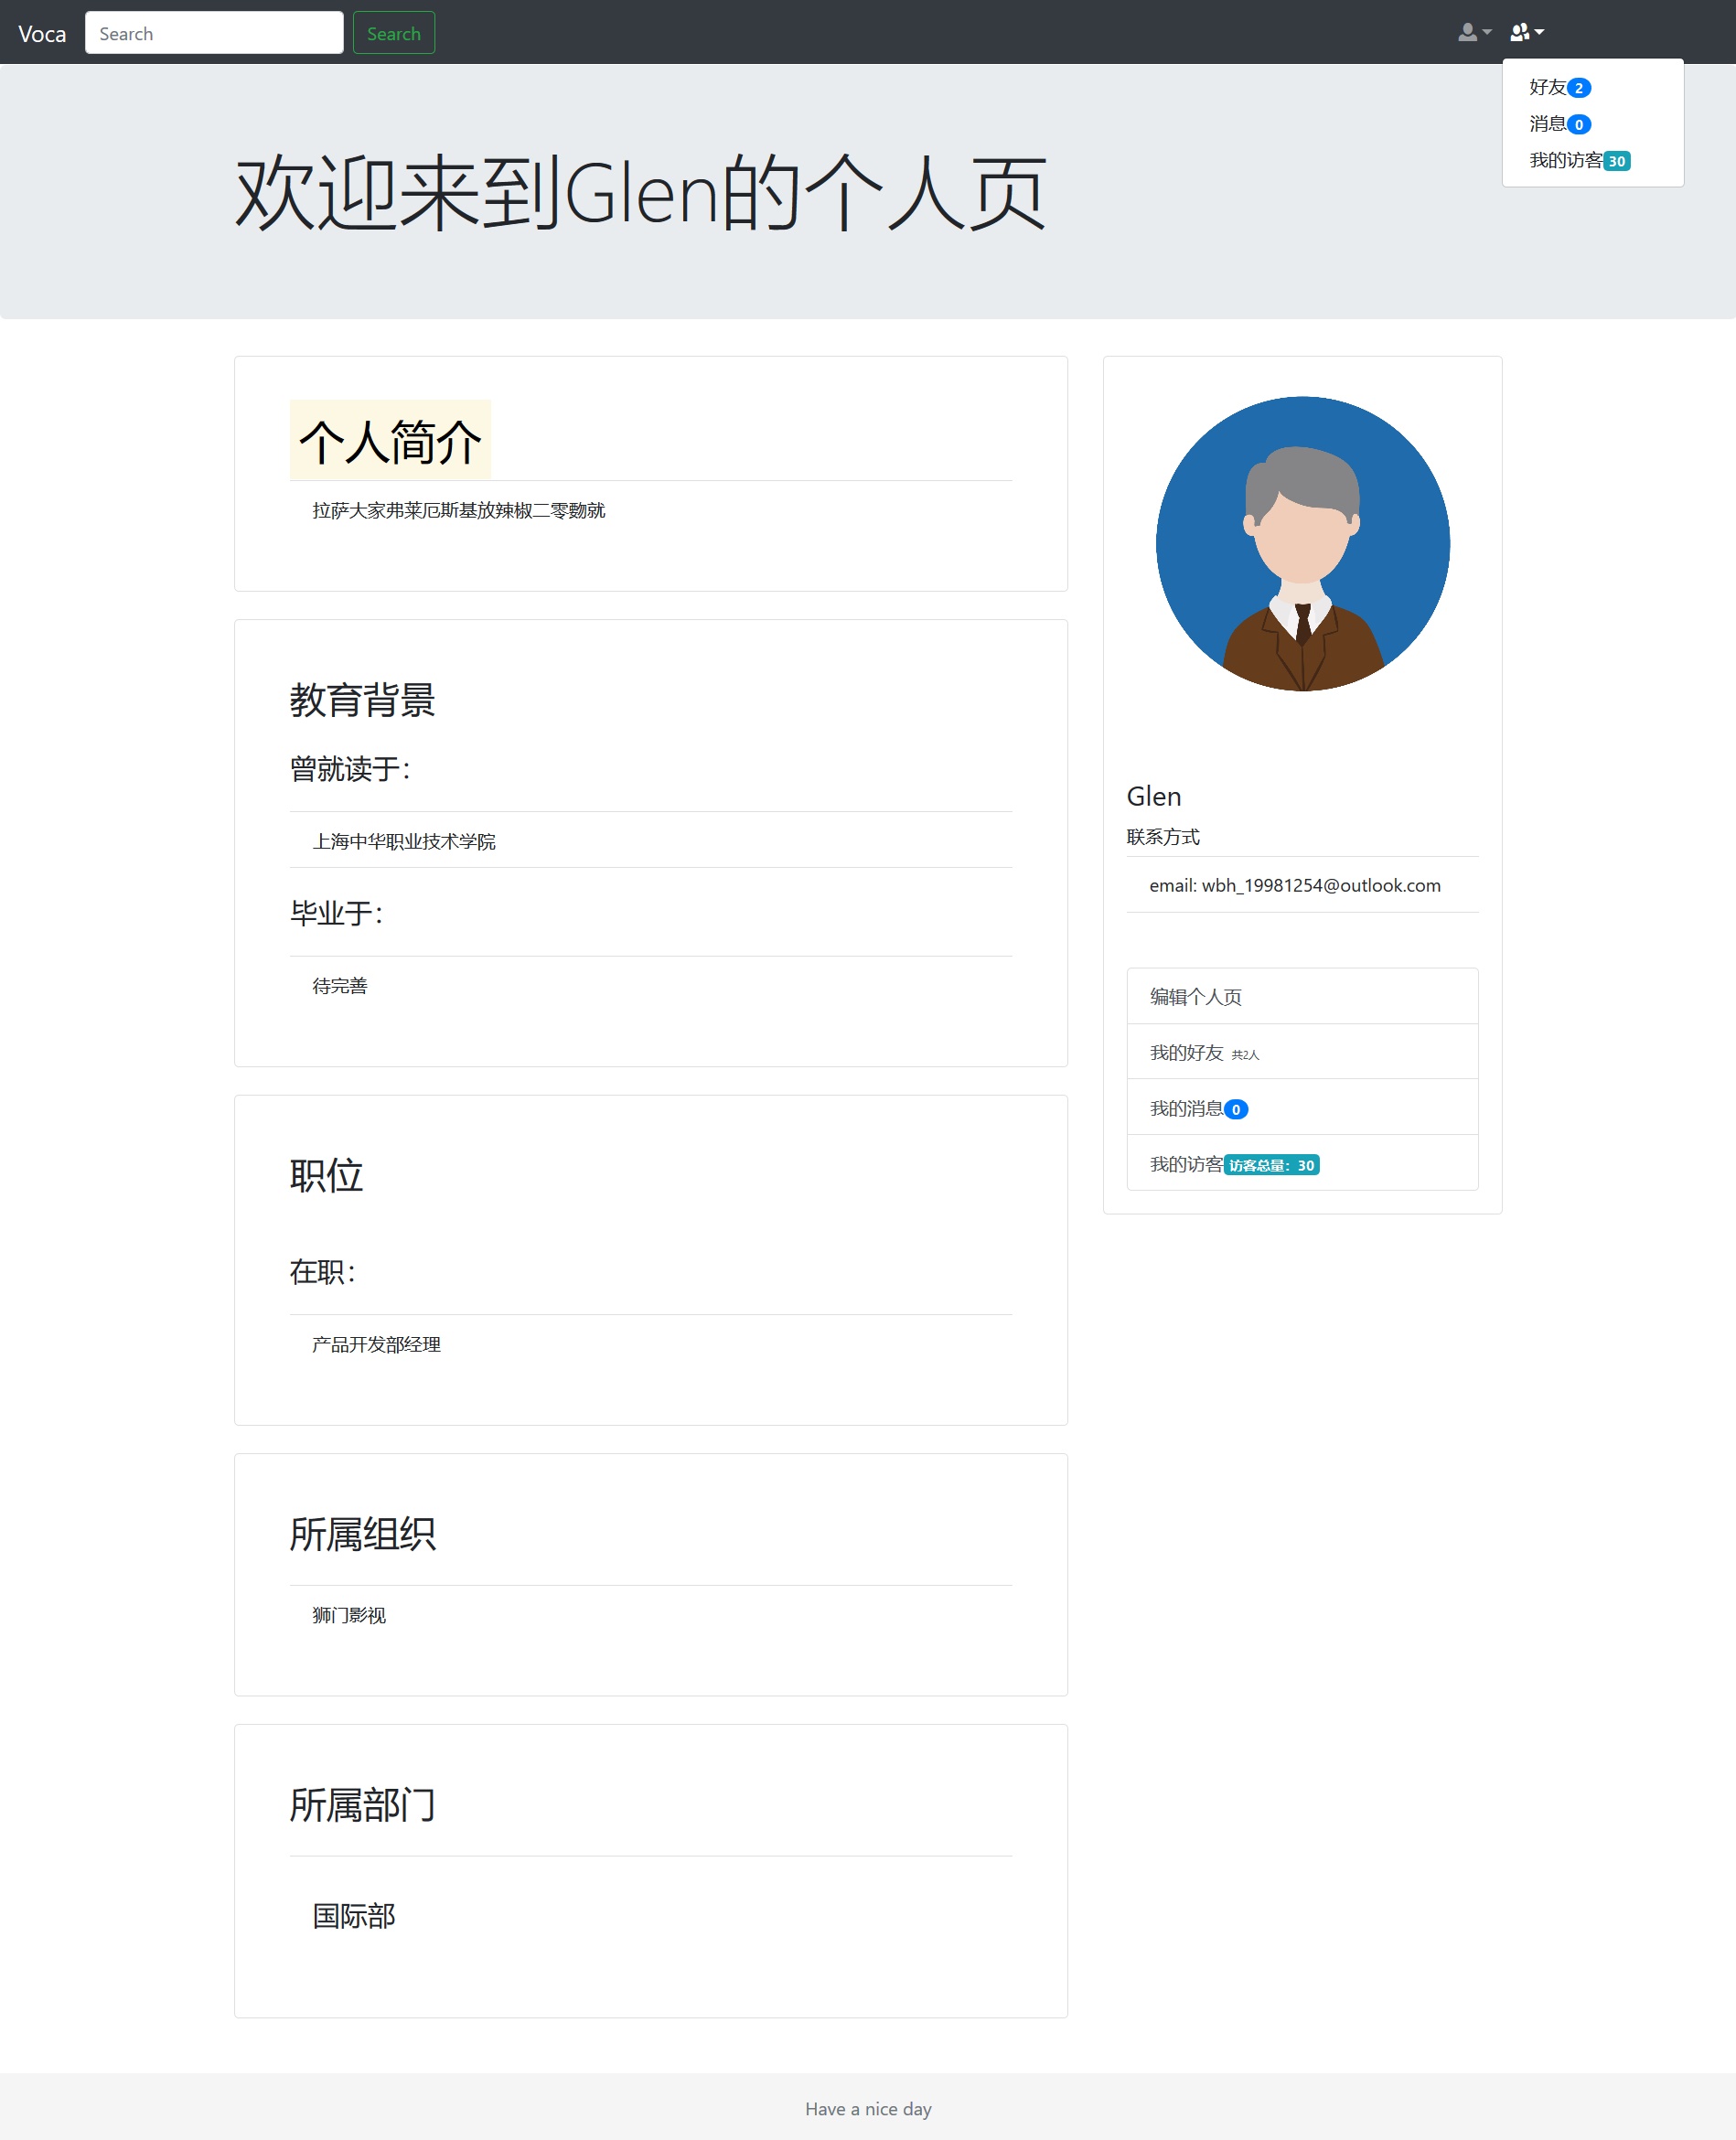 Voca Search Search
好友 2
消息 0
我的访客 30
欢迎来到Glen的个人页
个人简介
拉萨大家弗莱厄斯基放辣椒二零覅就
教育背景
曾就读于：
上海中华职业技术学院
毕业于：
待完善
职位
在职：
产品开发部经理
所属组织
狮门影视
所属部门
国际部
Glen
联系方式
email: wbh_19981254@outlook.com
编辑个人页
我的好友 共2人
我的消息 0
我的访客 访客总量：30
Have a nice day